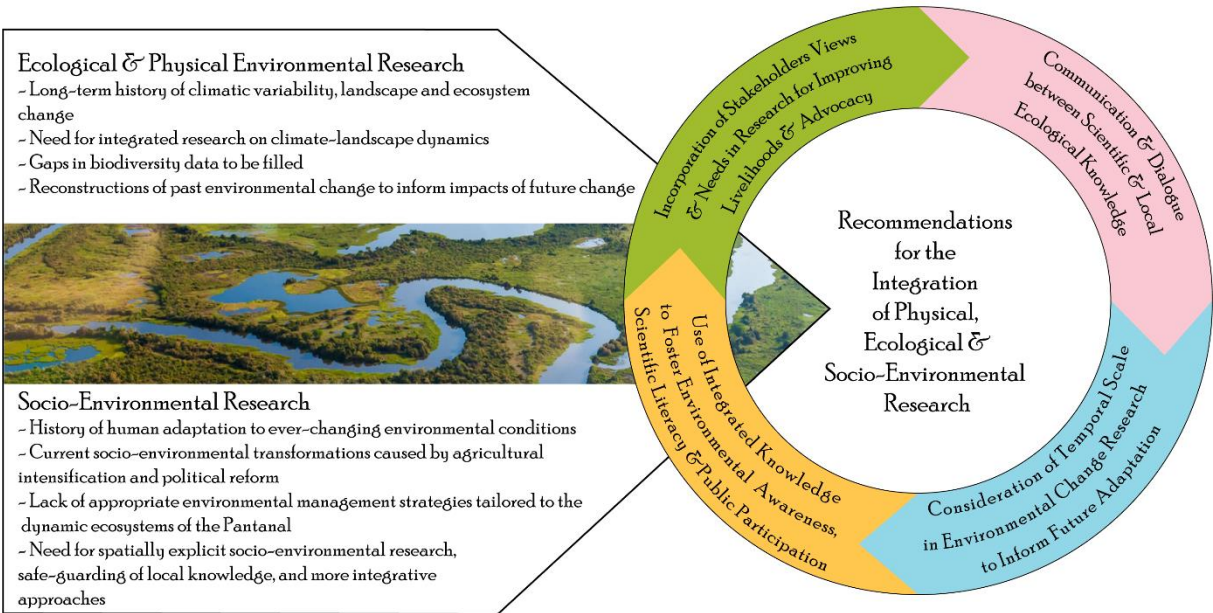 Ecological & Physical Environmental Research
- Long-term history of climatic variability, landscape and ecosystem
change
- Need for integrated research on climate-landscape dynamics
- Gaps in biodiversity data to be filled
- Reconstructions of past environmental change to inform impacts of future change
Socio-Environmental Research
- History of human adaptation to ever-changing environmental conditions
- Current socio-environmental transformations caused by agricultural
intensification and political reform
- Lack of appropriate environmental management strategies tailored to the
dynamic ecosystems of the Pantanal
- Need for spatially explicit socio-environmental research,
safe-guarding of local knowledge, and more integrative
approaches
Incorporation of Stakeholders Views
& Needs in Research for Improving
Livelihoods & Advocacy
Communication & Dialogue
between Scientific & Local
Ecological Knowledge
Consideration of Temporal Scale
in Environmental Change Research
to Inform Future Adaptation
Use of Integrated Knowledge
to Foster Environmental Awareness,
Scientific Literacy & Public Participation
Recommendations
for the
Integration
of Physical,
Ecological &
Socio-Environmental
Research